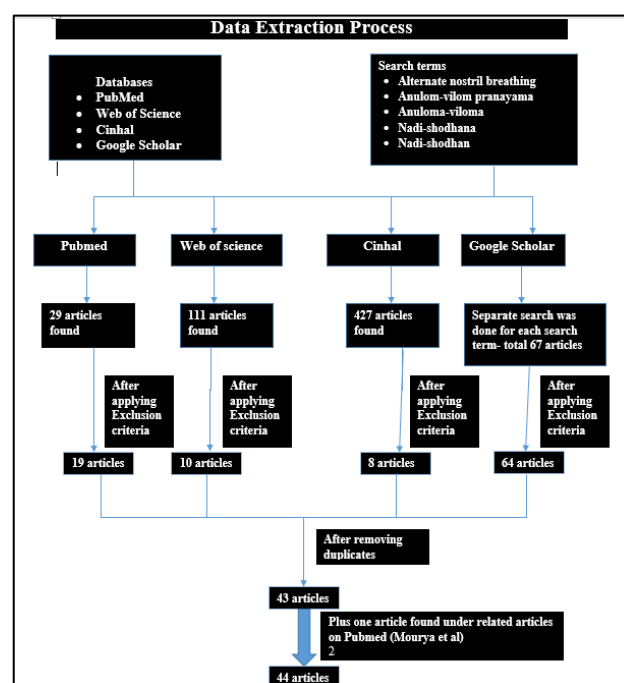 Data Extraction Process
Databases
• PubMed
• Web of Science
• Cinhal
• Google Scholar
Search terms
• Alternate nostril breathing
• Anulom-vilom pranayama
• Anuloma-viloma
• Nadi-shodhana
• Nadi-shodhan
Pubmed
Web of science
Cinhal
Google Scholar
29 articles
found
111 articles
found
427 articles
found
Separate search was
done for each search
term- total 67 articles
After
applying
Exclusion
criteria
After
applying
Exclusion
criteria
After
applying
Exclusion
criteria
After
applying
Exclusion
criteria
19 articles
10 articles
8 articles
64 articles
After removing
duplicates
43 articles
Plus one article found under related articles
on Pubmed (Mourya et al)
2
44 articles